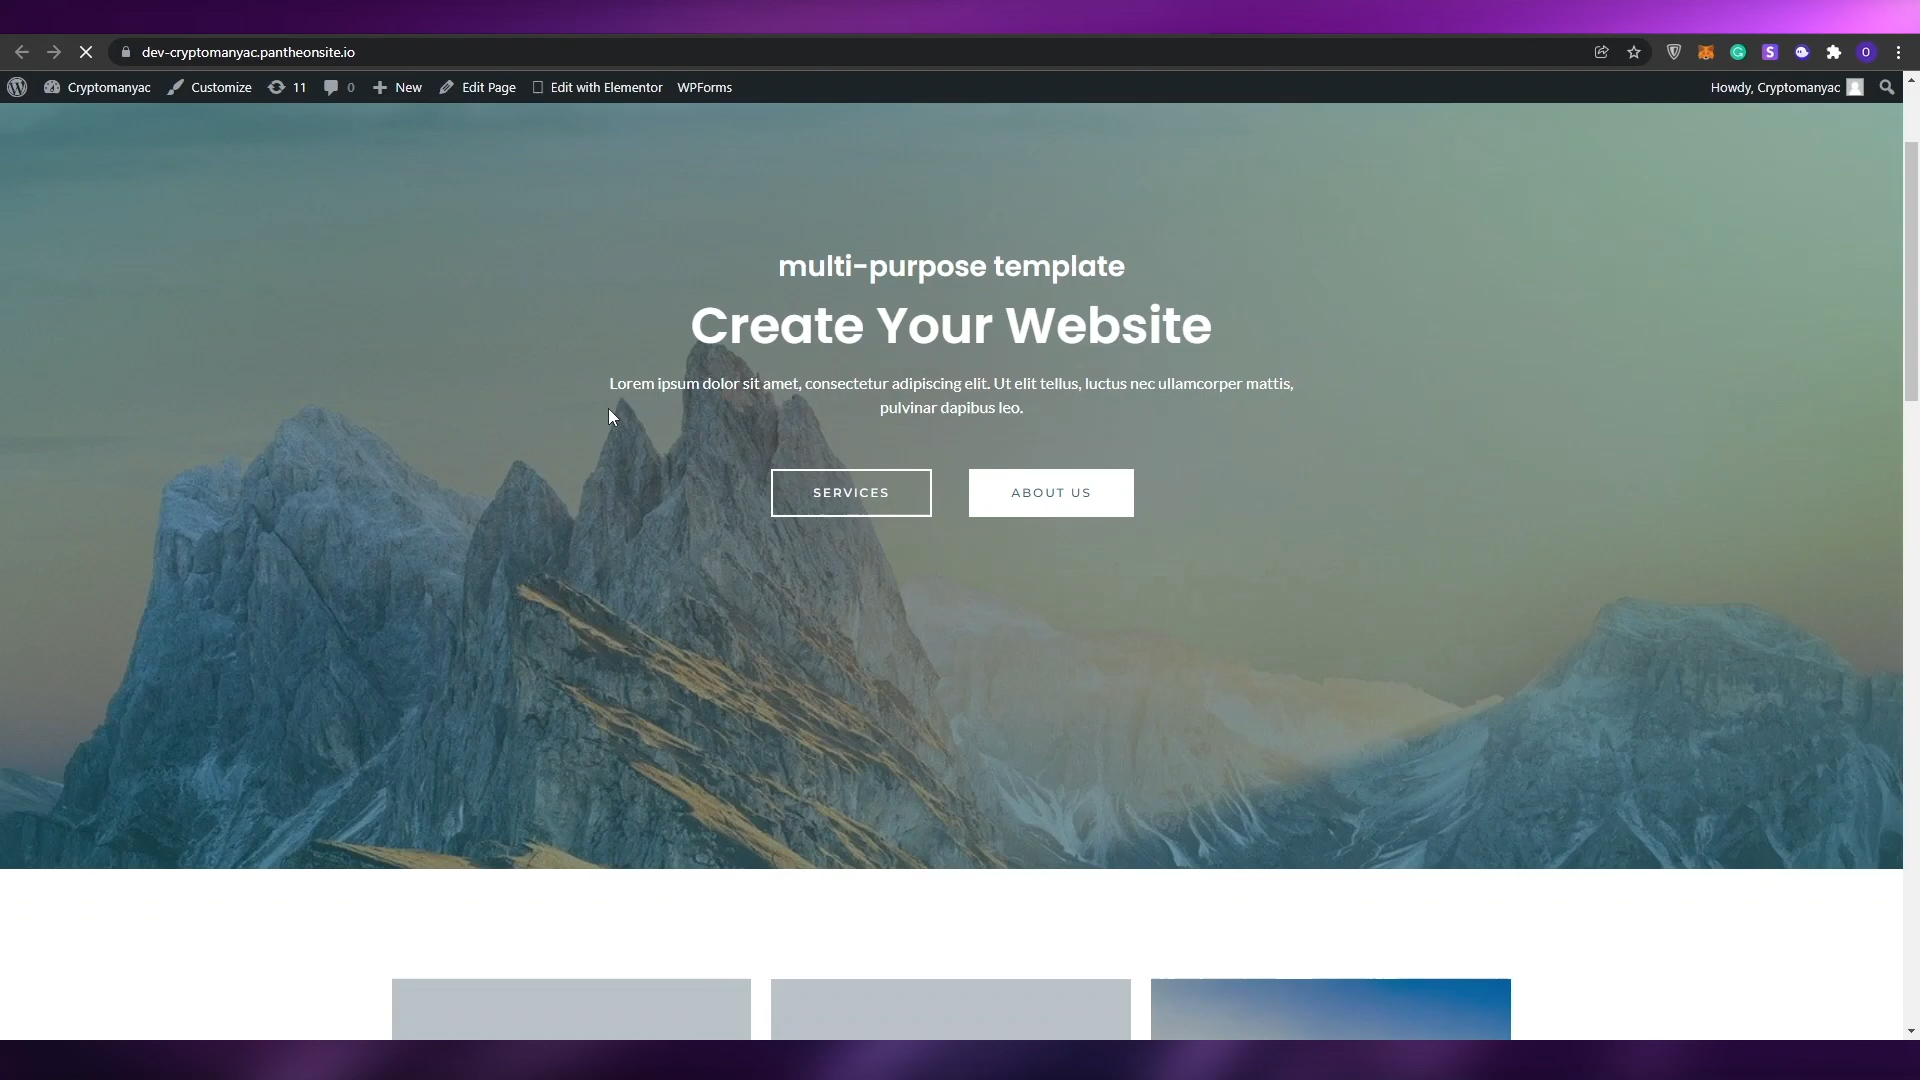 dev-cryptomanyac.pantheonsite.io
O
Cryptomanyac Customize 11 0 New Edit Page Edit with Elementor WPForms Howdy, Cryptomanyac
multi-purpose template
Create Your Website
Lorem ipsum dolor sit amet, consectetur adipiscing elit. Ut elit tellus, luctus nec ullamcorper mattis,
pulvinar dapibus leo.
SERVICES ABOUT US